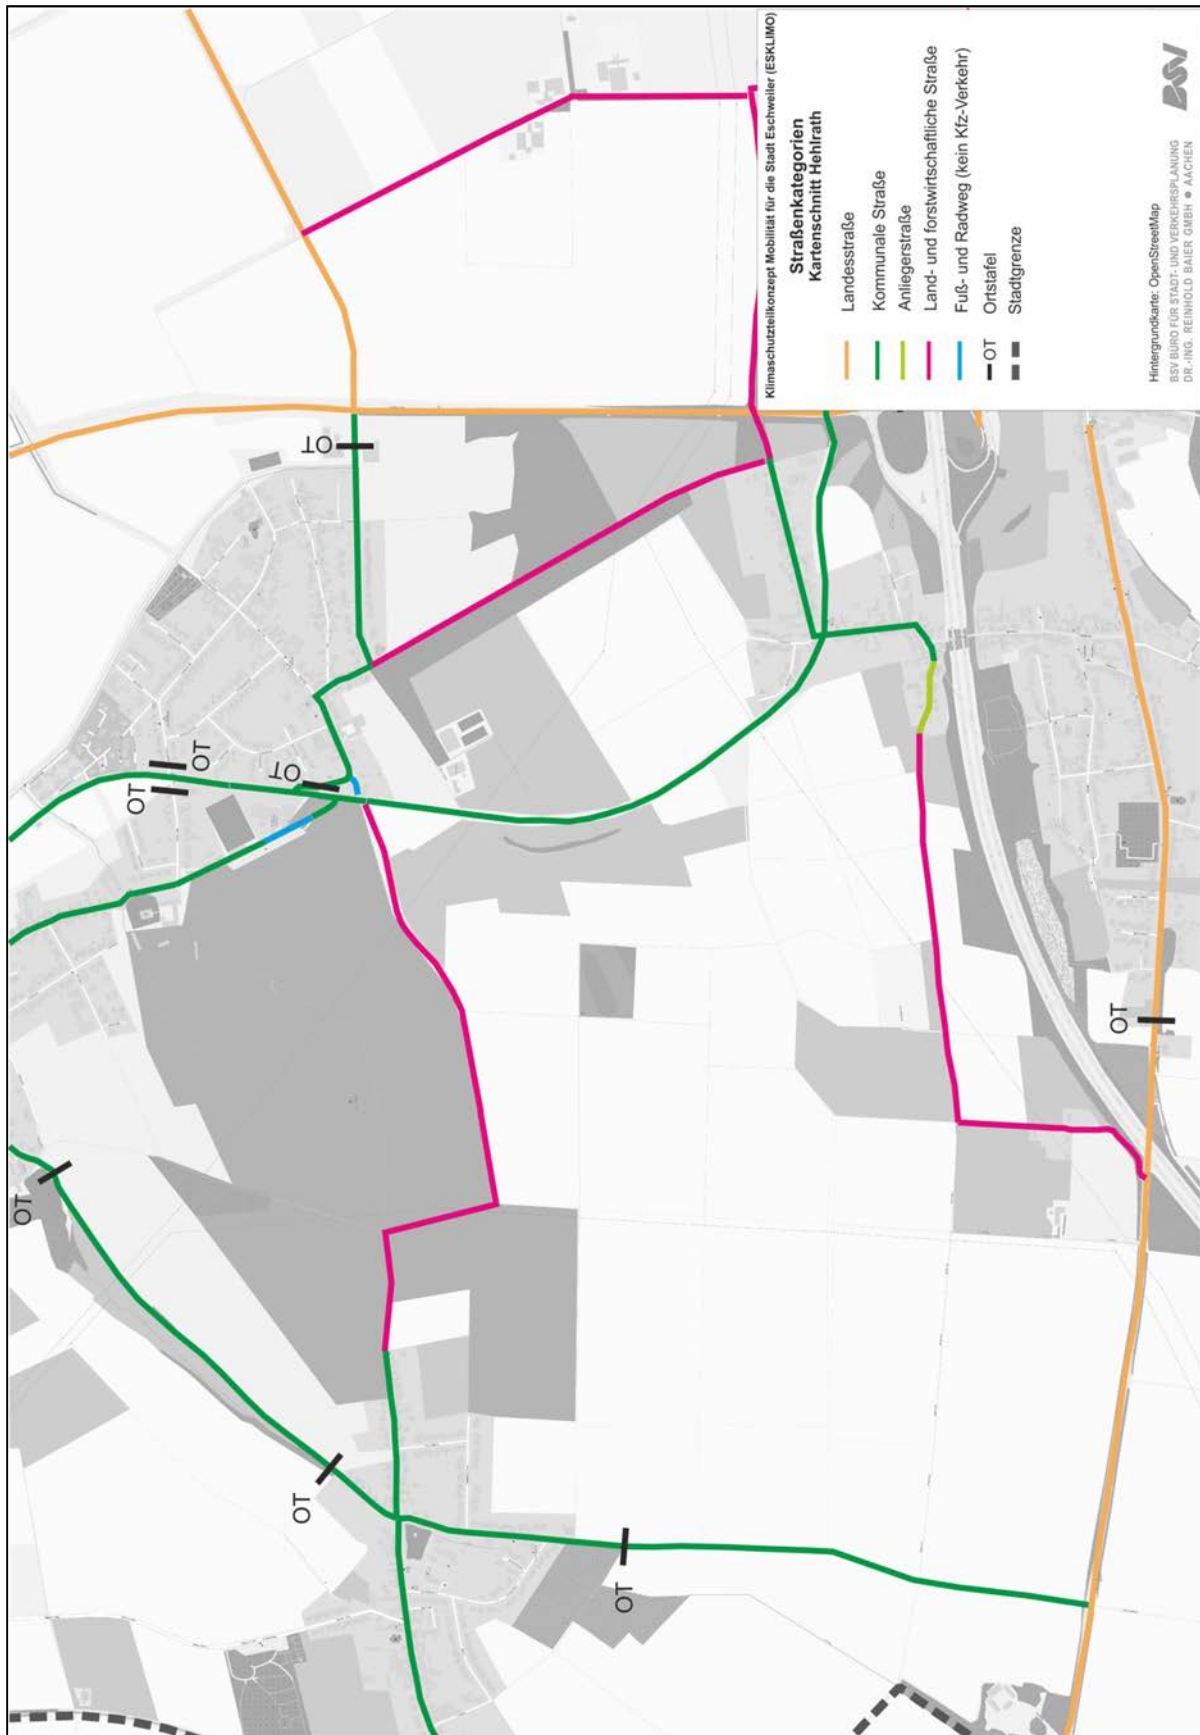 Klimaschutzteilkonzept Mobilität für die Stadt Eschweiler (ESKLIMO)
Straßenkategorien
Kartenschnitt Hehlrath
Landesstraße
Kommunale Straße
Anliegerstraße
Land- und forstwirtschaftliche Straße
Fuß- und Radweg (kein Kfz-Verkehr)
OT Ortstafel
Stadtgrenze
Hintergrundkarte: OpenStreetMap
BSV BÜRO FÜR STADT- UND VERKEHRSPLANUNG
DR.-ING. REINHOLD BAIER GMBH ● AACHEN
BSV
OT
OT
OT
OT
OT
OT
OT
OT